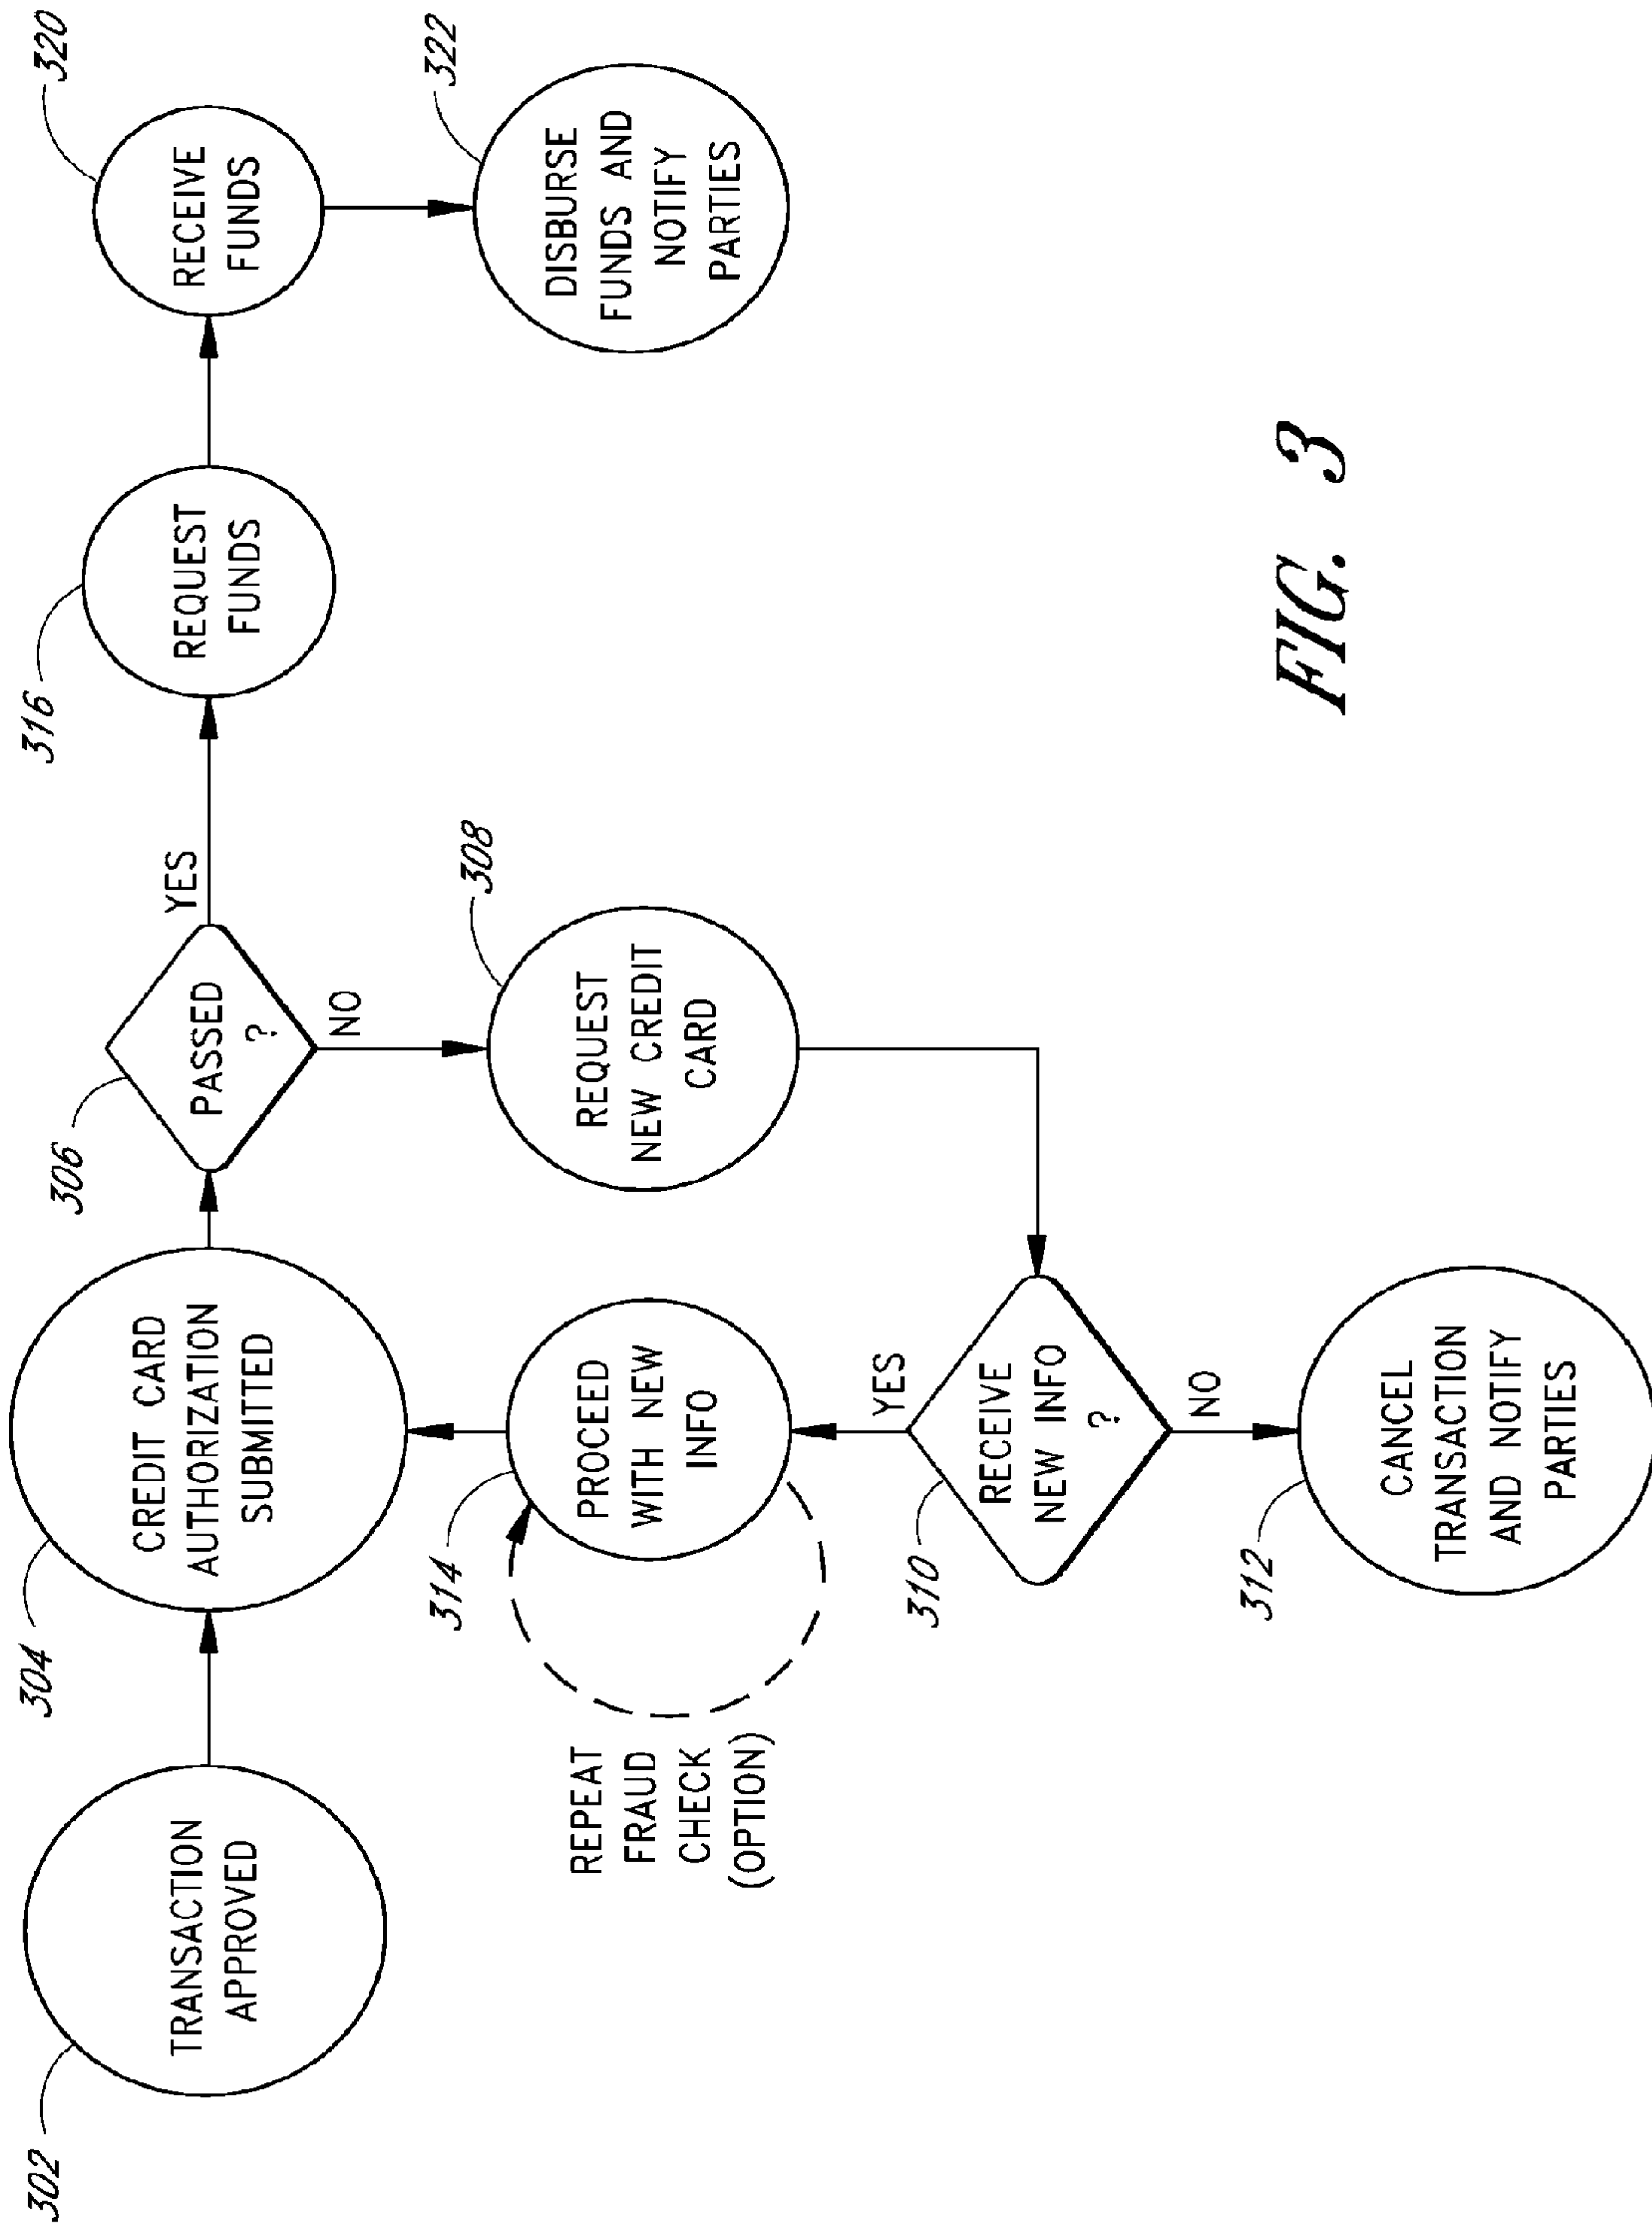 302
TRANSACTION
APPROVED
304
CREDIT CARD
AUTHORIZATION
SUBMITTED
306
PASSED
?
YES
NO
316
REQUEST
FUNDS
320
RECEIVE
FUNDS
322
DISBURSE
FUNDS AND
NOTIFY
PARTIES
308
REQUEST
NEW CREDIT
CARD
310
RECEIVE
NEW INFO
?
YES
NO
314
PROCEED
WITH NEW
INFO
REPEAT
FRAUD
CHECK
(OPTION)
312
CANCEL
TRANSACTION
AND NOTIFY
PARTIES
FIG. 3